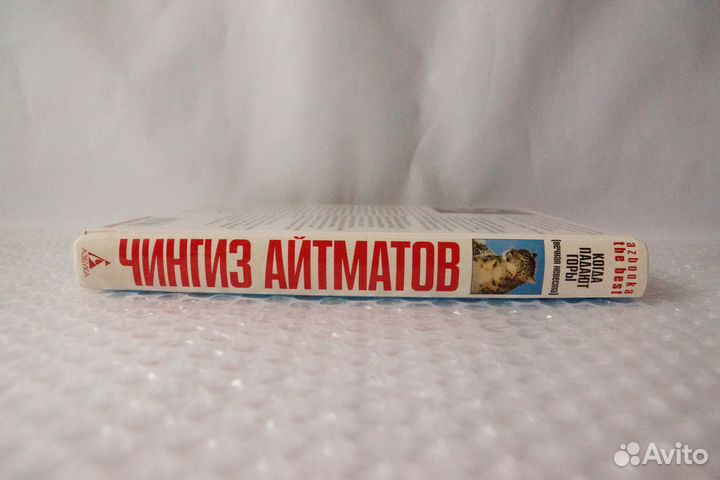 АЗБУКА
ЧИНГИЗ АЙТМАТОВ
КОГДА
ПАДАЮТ
ГОРЫ
(вечная невеста)
azbooka
the best
Avito